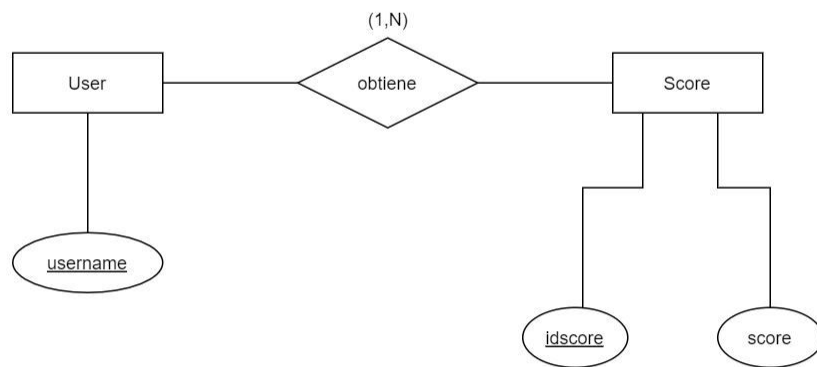 (1,N)
User
obtiene
Score
username
idscore
score